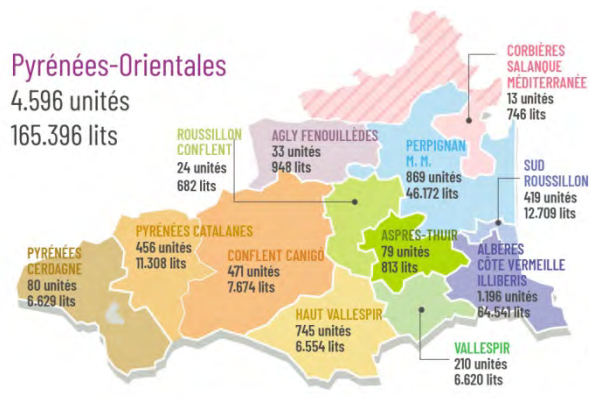 Pyrénées-Orientales
4.596 unités
165.396 lits
CORBIÈRES
SALANQUE
MÉDITERRANÉE
13 unités
746 lits
ROUSSILLON
CONFLENT
24 unités
682 lits
AGLY FENOUILLÈDES
33 unités
948 lits
PERPIGNAN
M. M.
869 unités
46.172 lits
SUD
ROUSSILLON
419 unités
12.709 lits
PYRÉNÉES
CERDAGNE
80 unités
6.629 lits
PYRÉNÉES CATALANES
456 unités
11.308 lits
CONFLENT CANIGÓ
471 unités
7.674 lits
ASPRES-THUIR
79 unités
813 lits
ALBERES
CÔTE VERMEILLE
ILLIBERIS
1.196 unités
64.541 lits
HAUT VALLESPIR
745 unités
6.554 lits
VALLESPIR
210 unités
6.620 lits